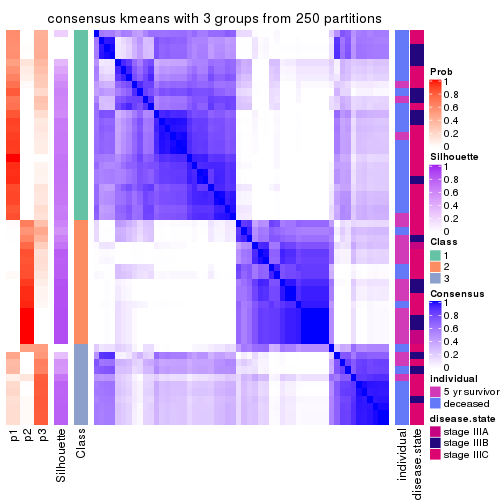 consensus kmeans with 3 groups from 250 partitions
Prob
1
0.8
0.6
0.4
0.2
0
Silhouette
1
0.8
0.6
0.4
0.2
0
Class
1
2
3
Consensus
1
0.8
0.6
0.4
0.2
0
individual
5 yr survivor
deceased
disease.state
stage IIIA
stage IIIB
stage IIIC
p1
p2
p3
Silhouette
Class
individual
disease.state